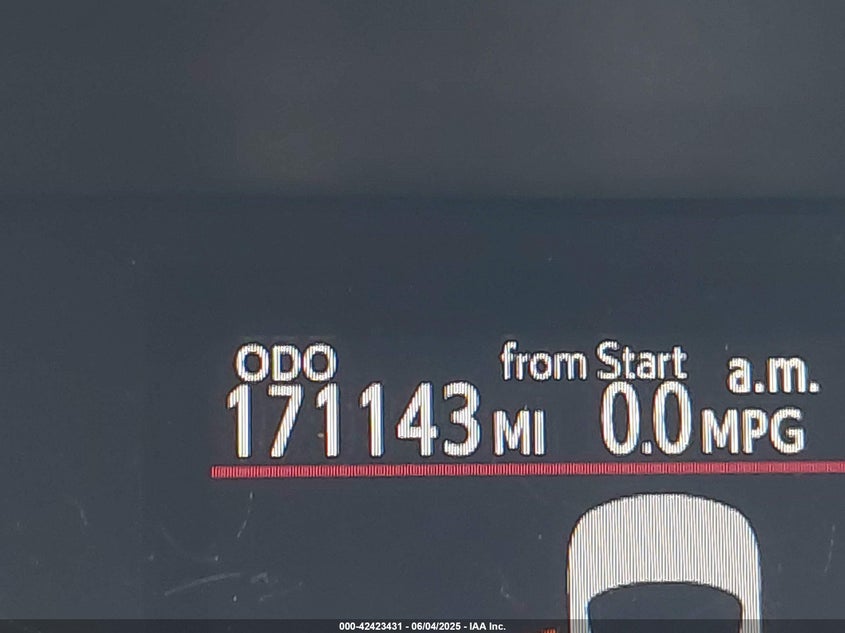 ODO from Start a.m.
171143 MI 0.0 MPG
000-42423431 - 06/04/2025 - IAA Inc.